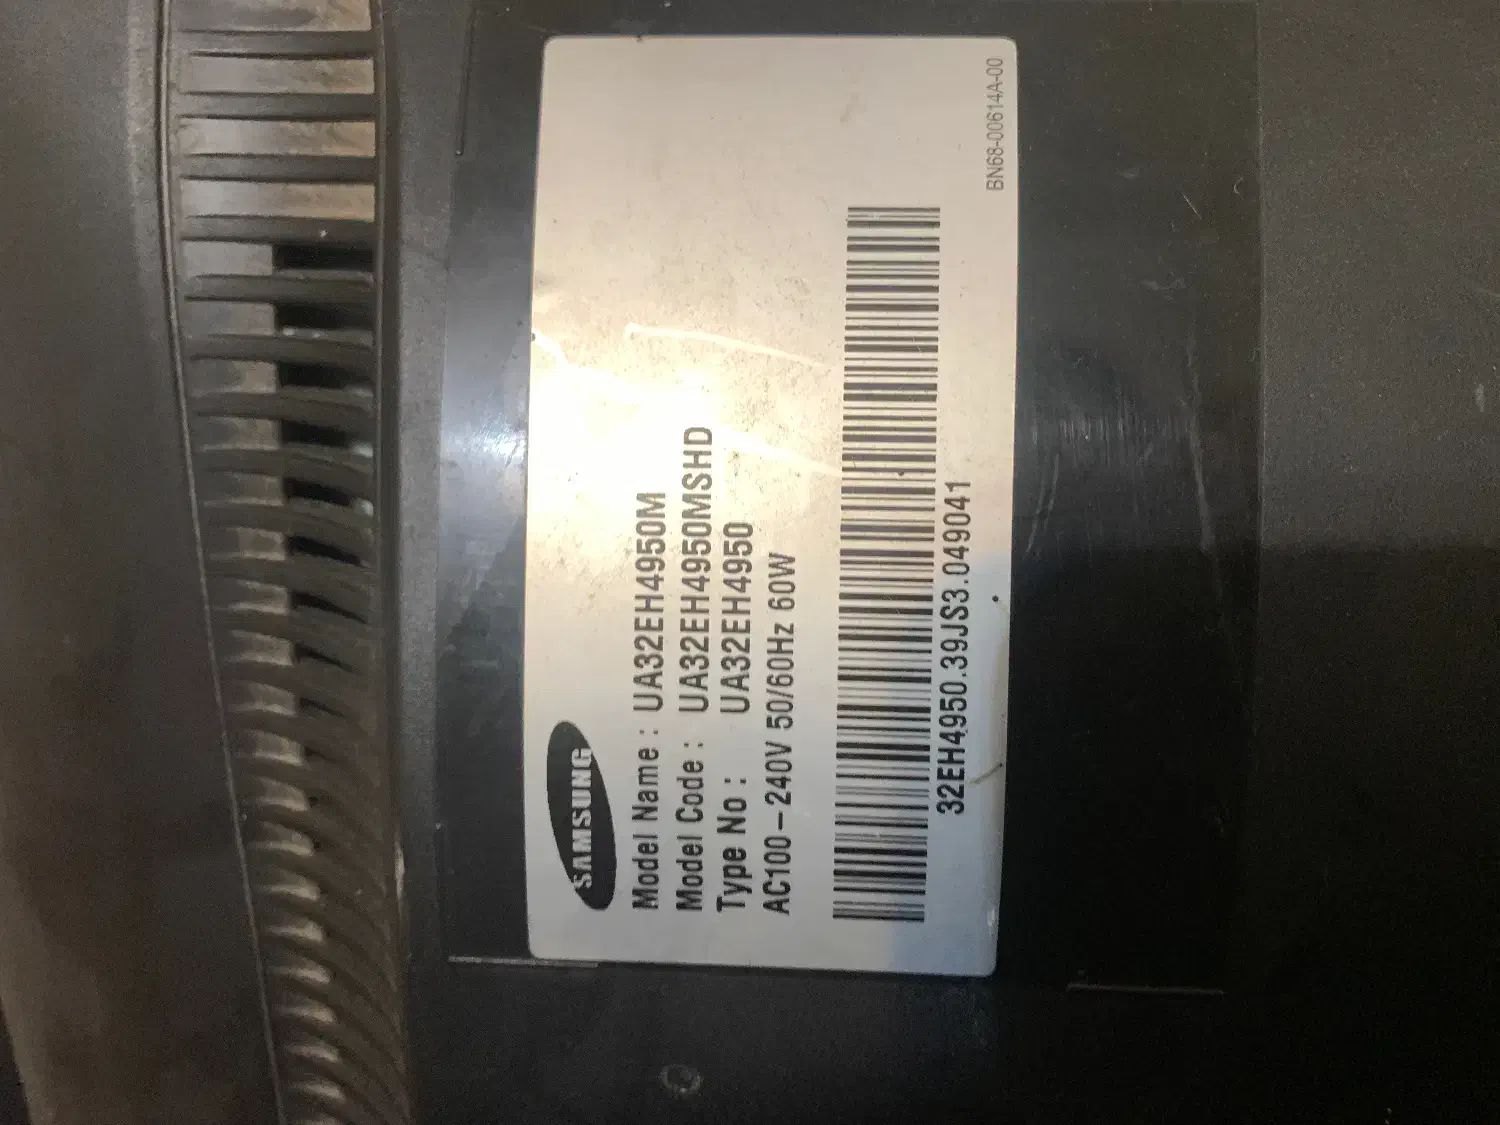 SAMSUNG
Model Name : UA32EH4950M
Model Code : UA32EH4950MSHD
Type No : UA32EH4950
AC100-240V 50/60Hz 60W
32EH4950.39JS3.049041
BN68-00614A-00